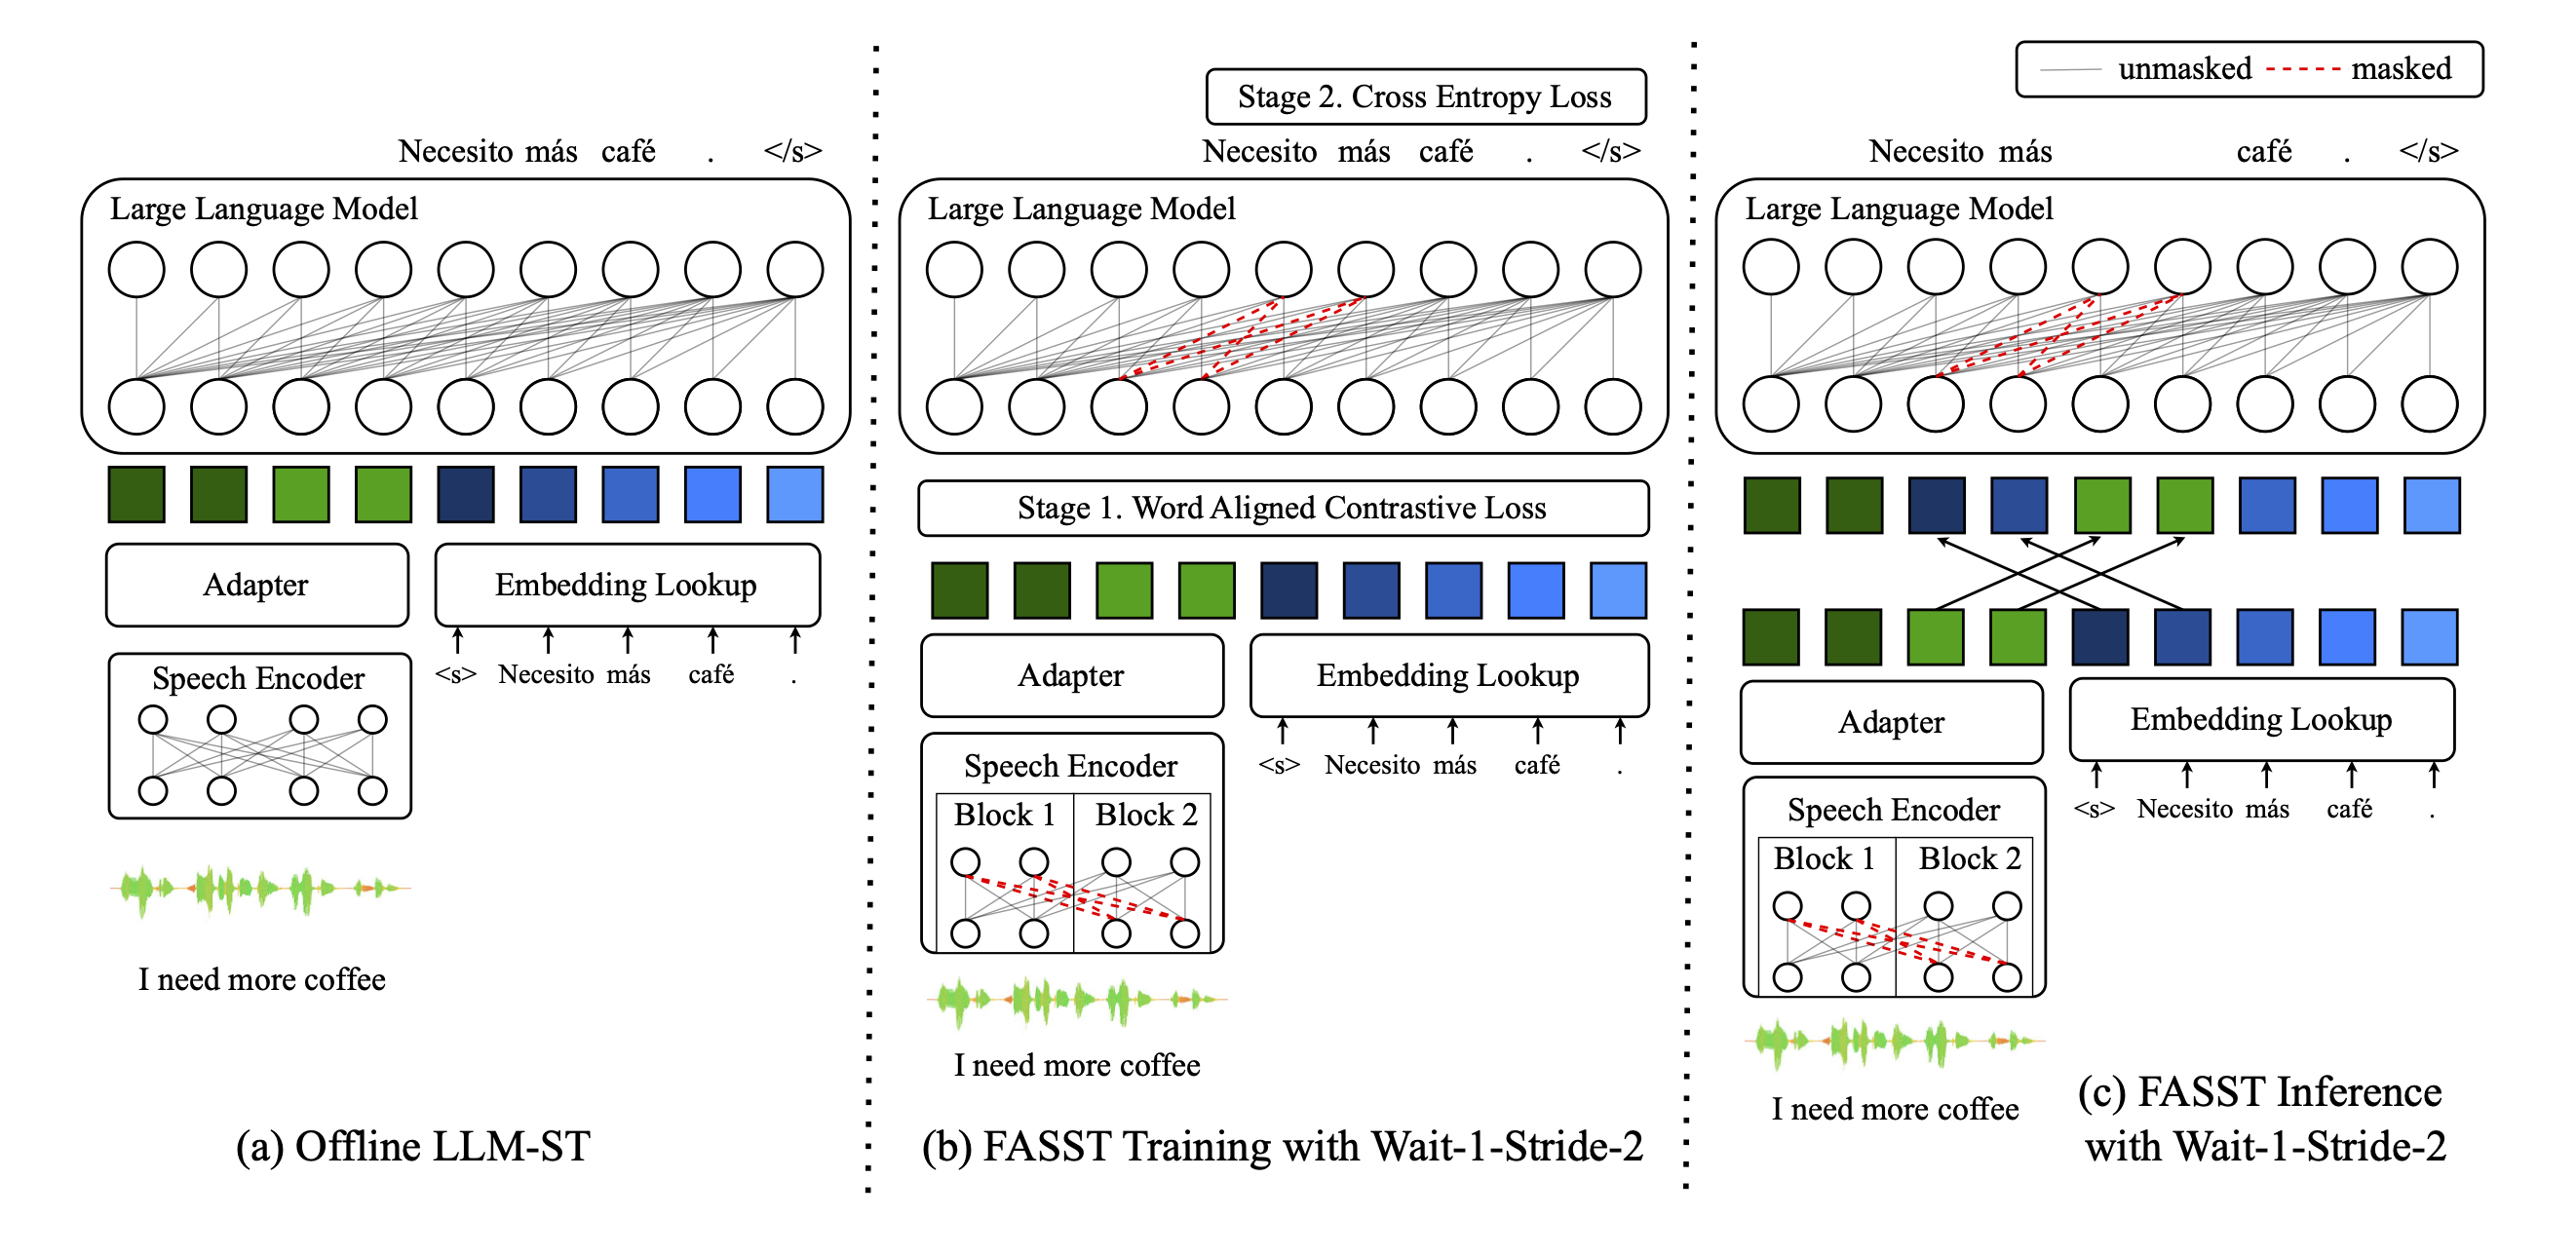 Necesito más café . </s>
Large Language Model
Adapter
Embedding Lookup
<s> Necesito más café .
Speech Encoder
I need more coffee
(a) Offline LLM-ST
Stage 2. Cross Entropy Loss
Necesito más café . </s>
Large Language Model
Stage 1. Word Aligned Contrastive Loss
Adapter
Embedding Lookup
<s> Necesito más café .
Speech Encoder
Block 1 Block 2
I need more coffee
(b) FASST Training with Wait-1-Stride-2
unmasked masked
Necesito más café . </s>
Large Language Model
Adapter
Embedding Lookup
<s> Necesito más café .
Speech Encoder
Block 1 Block 2
I need more coffee
(c) FASST Inference
with Wait-1-Stride-2